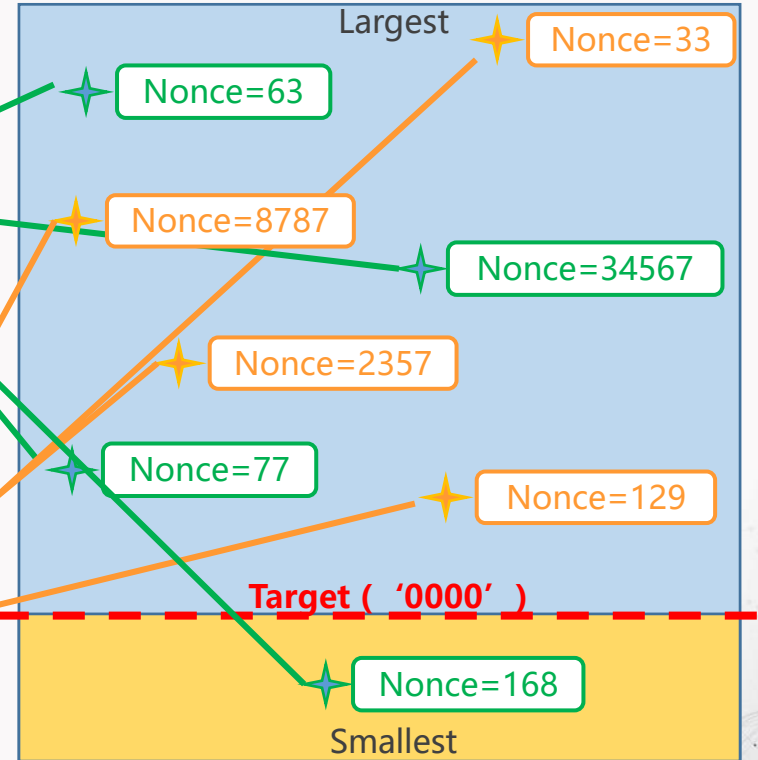 Largest
Nonce=33
Nonce=63
Nonce=8787
Nonce=34567
Nonce=2357
Nonce=77
Nonce=129
Target (‘0000’)
Nonce=168
Smallest